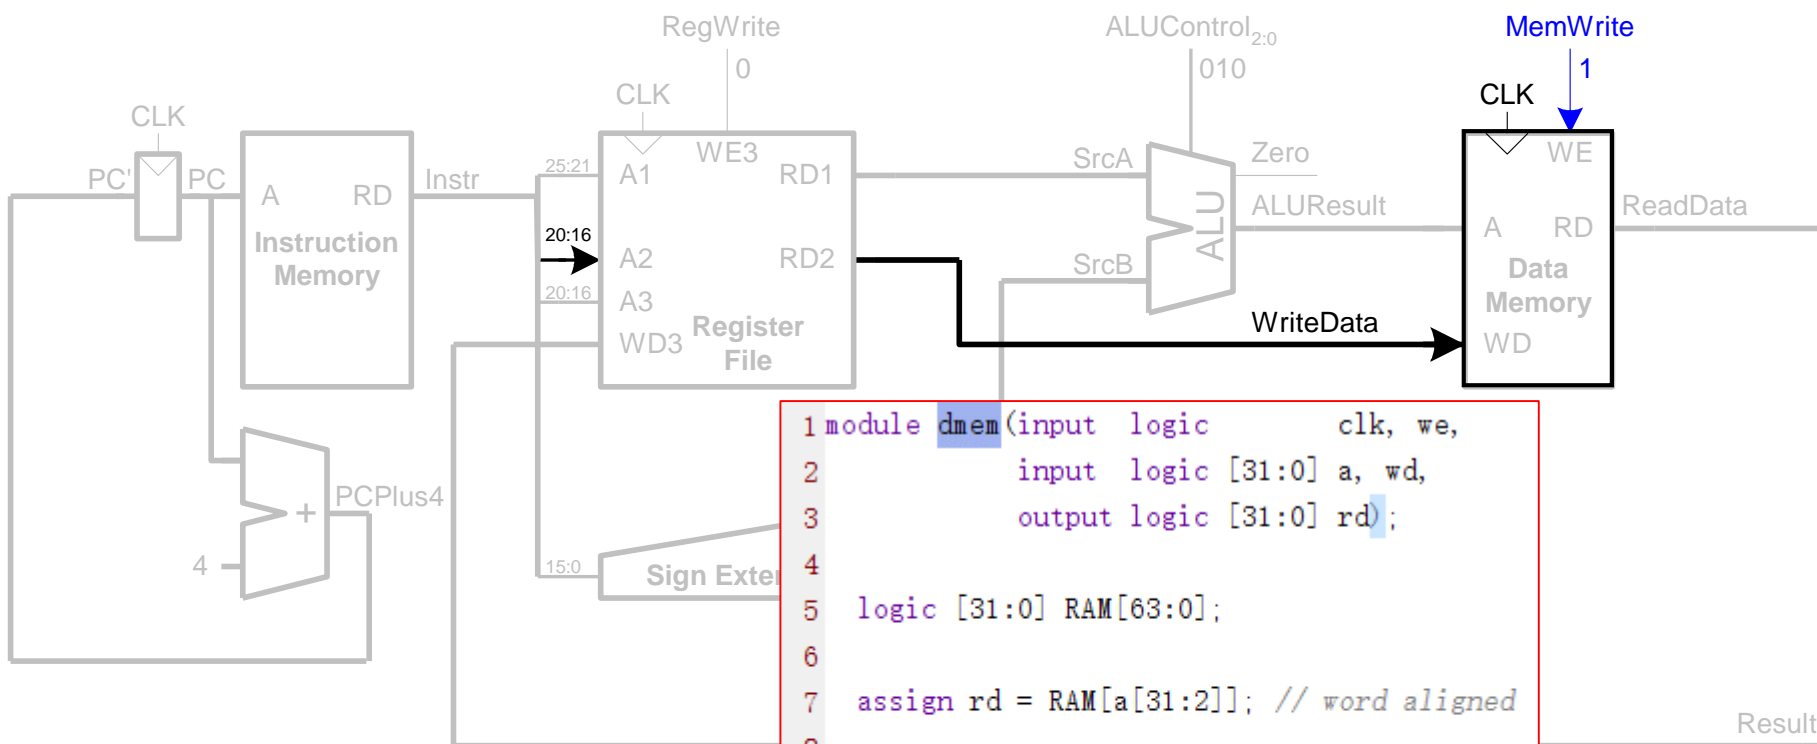 RegWrite
ALUControl2:0
MemWrite
0
010
1
CLK
CLK
CLK
PC'
PC
A
RD
Instruction
Memory
Instr
25:21
20:16
20:16
A1
WE3
RD1
A2
RD2
A3
WD3
Register
File
SrcA
SrcB
ALU
Zero
ALUResult
WriteData
WE
A
RD
Data
Memory
WD
ReadData
PCPlus4
+
4
15:0
Sign Exte
1 module dmem(input logic clk, we,
2 input logic [31:0] a, wd,
3 output logic [31:0] rd);
4
5 logic [31:0] RAM[63:0];
6
7 assign rd = RAM[a[31:2]]; // word aligned
Result